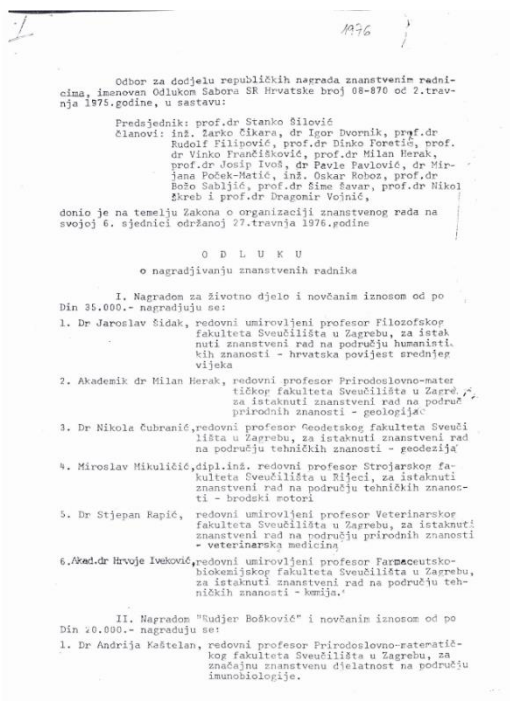 I
1976
Odbor za dodjelu republičkih nagrada znanstvenim radni-
cima, imenovan Odlukom Sabora SR Hrvatske broj 08-870 od 2.trav-
nja 1975.godine, u sastavu:
Predsjednik: prof.dr Stanko Šilović
članovi: inž. Žarko Čikara, dr Igor Dvornik, prof.dr
Rudolf Filipović, prof.dr Dinko Foretić, prof.
dr Vinko Frančišković, prof.dr Milan Herak,
prof.dr Josip Ivoš, dr Pavle Pavlović, dr Mir-
jana Poček-Matić, inž. Oskar Roboz, prof.dr
Božo Sabljić, prof.dr Šime Šavar, prof.dr Nikol
Škreb i prof.dr Dragomir Vojnić,
donio je na temelju Zakona o organizaciji znanstvenog rada na
svojoj 6. sjednici održanoj 27.travnja 1976.godine
O D L U K U
o nagradjivanju znanstvenih radnika
I. Nagradom za životno djelo i novčanim iznosom od po
Din 35.000.- nagradjuju se:
1. Dr Jaroslav Šidak, redovni umirovljeni profesor Filozofskog
fakulteta Sveučilišta u Zagrebu, za istak
nuti znanstveni rad na području humanisti.
kih znanosti - hrvatska povijest srednjeg
vijeka
2. Akademik dr Milan Herak, redovni profesor Prirodoslovno-mater
tičkog fakulteta Sveučilišta u Zagre
za istaknuti znanstveni rad na područ
prirodnih znanosti - geologija
3. Dr Nikola Čubranić,redovni profesor Geodetskog fakulteta Sveuči
lišta u Zagrebu, za istaknuti znanstveni rad
na području tehničkih znanosti - geodezija
4. Miroslav Mikuličić,dipl.inž. redovni profesor Strojarskog fa-
kulteta Sveučilišta u Rijeci, za istaknuti
znanstveni rad na području tehničkih znanos-
ti - brodski motori
5. Dr Stjepan Rapić, redovni umirovljeni profesor Veterinarskog
fakulteta Sveučilišta u Zagrebu, za istaknuti
znanstveni rad na području prirodnih znanosti
- veterinarska medicina
6.Akad.dr Hrvoje Iveković,redovni umirovljeni profesor Farmaceutsko-
biokemijskog fakulteta Sveučilišta u Zagrebu,
za istaknuti znanstveni rad na području teh-
ničkih znanosti - kemija.
II. Nagradom "Rudjer Bošković" i novčanim iznosom od po
Din 20.000.- nagraduju se:
1. Dr Andrija Kaštelan, redovni profesor Prirodoslovno-matematič-
kog fakulteta Sveučilišta u Zagrebu, za
značajnu znanstvenu djelatnost na području
imunobiologije.